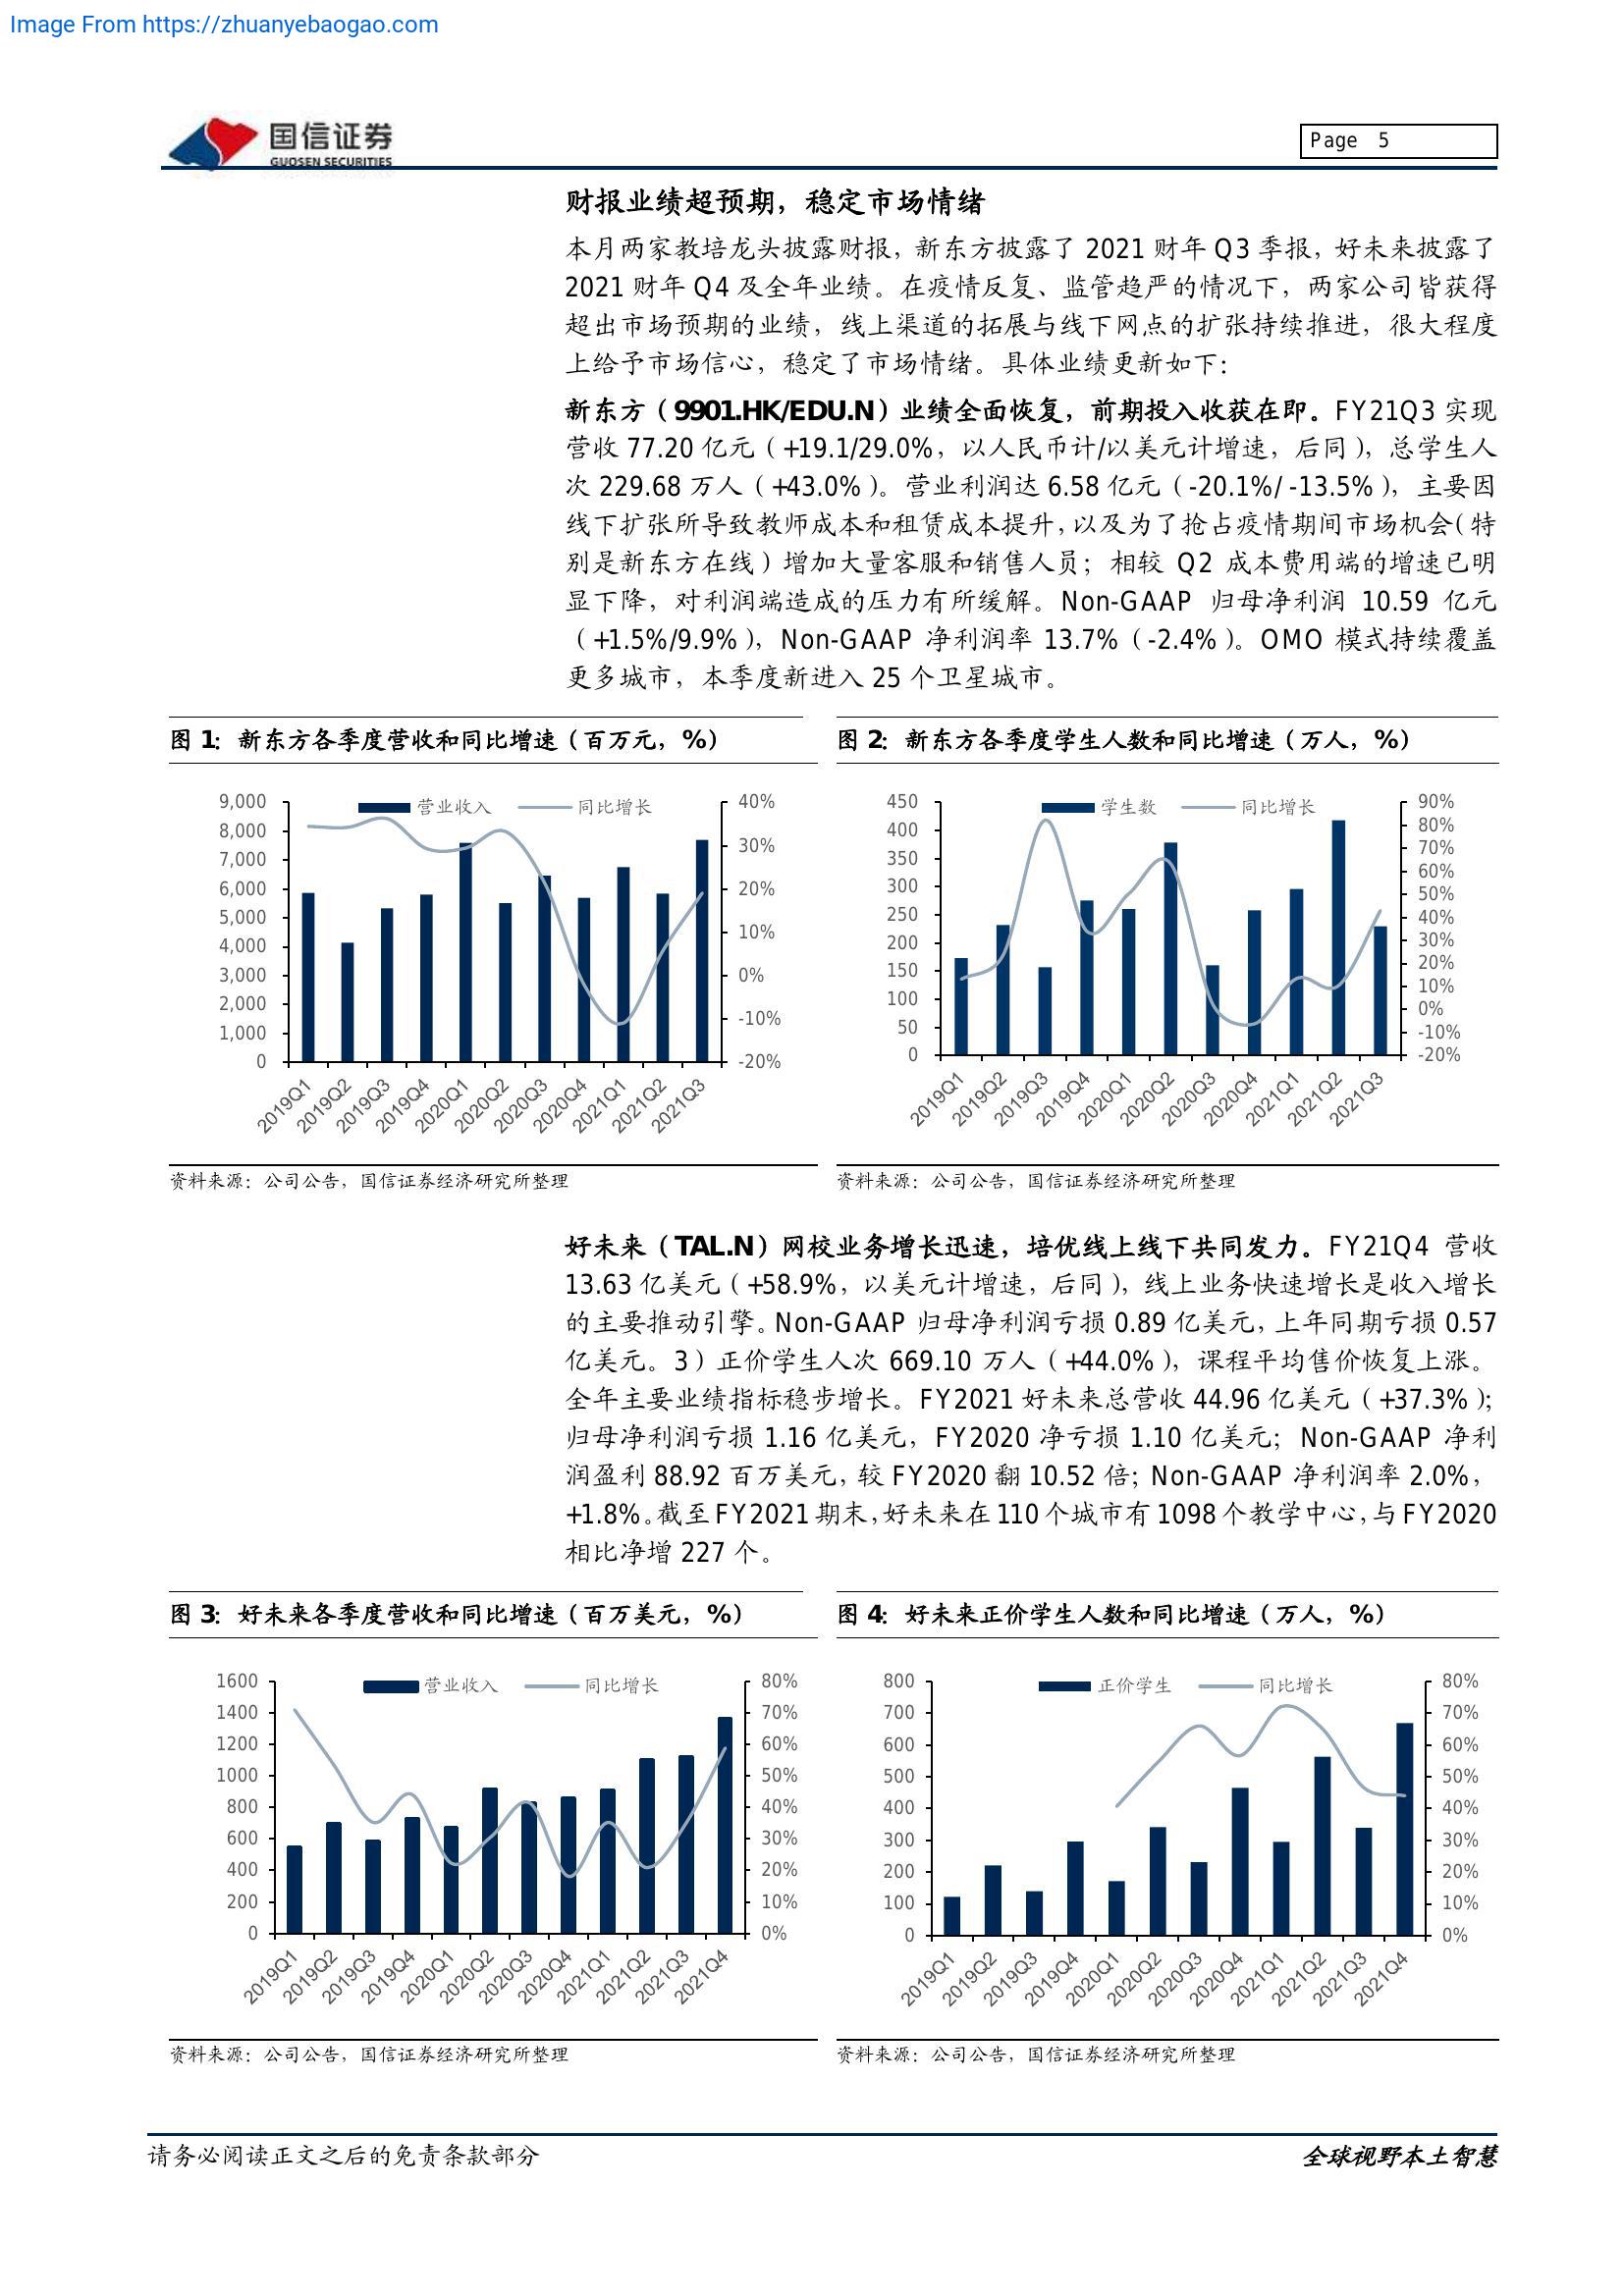 Image From https://zhuanyebaogao.com
国信证券
GUOSEN SECURITIES
Page 5
财报业绩超预期，稳定市场情绪
本月两家教培龙头披露财报，新东方披露了 2021 财年 Q3 季报，好未来披露了
2021 财年 Q4 及全年业绩。在疫情反复、监管趋严的情况下，两家公司皆获得
超出市场预期的业绩，线上渠道的拓展与线下网点的扩张持续推进，很大程度
上给予市场信心，稳定了市场情绪。具体业绩更新如下：
新东方（9901.HK/EDU.N）业绩全面恢复，前期投入收获在即。FY21Q3 实现
营收 77.20 亿元（+19.1/29.0%，以人民币计/以美元计增速，后同），总学生人
次 229.68 万人（+43.0%）。营业利润达 6.58 亿元（-20.1%/ -13.5%），主要因
线下扩张所导致教师成本和租赁成本提升，以及为了抢占疫情期间市场机会（特
别是新东方在线）增加大量客服和销售人员；相较 Q2 成本费用端的增速已明
显下降，对利润端造成的压力有所缓解。Non-GAAP 归母净利润 10.59 亿元
（+1.5%/9.9%），Non-GAAP 净利润率 13.7%（-2.4%）。OMO 模式持续覆盖
更多城市，本季度新进入 25 个卫星城市。
图 1：新东方各季度营收和同比增速（百万元，%）
营业收入 同比增长
9,000
8,000
7,000
6,000
5,000
4,000
3,000
2,000
1,000
0
40%
30%
20%
10%
0%
-10%
-20%
2019Q1
2019Q2
2019Q3
2019Q4
2020Q1
2020Q2
2020Q3
2020Q4
2021Q1
2021Q2
2021Q3
资料来源：公司公告，国信证券经济研究所整理
图 2：新东方各季度学生人数和同比增速（万人，%）
学生数 同比增长
450
400
350
300
250
200
150
100
50
0
90%
80%
70%
60%
50%
40%
30%
20%
10%
0%
-10%
-20%
2019Q1
2019Q2
2019Q3
2019Q4
2020Q1
2020Q2
2020Q3
2020Q4
2021Q1
2021Q2
2021Q3
资料来源：公司公告，国信证券经济研究所整理
好未来（TAL.N）网校业务增长迅速，培优线上线下共同发力。FY21Q4 营收
13.63 亿美元（+58.9%，以美元计增速，后同），线上业务快速增长是收入增长
的主要推动引擎。Non-GAAP 归母净利润亏损 0.89 亿美元，上年同期亏损 0.57
亿美元。3）正价学生人次 669.10 万人（+44.0%），课程平均售价恢复上涨。
全年主要业绩指标稳步增长。FY2021 好未来总营收 44.96 亿美元（+37.3%）；
归母净利润亏损 1.16 亿美元，FY2020 净亏损 1.10 亿美元；Non-GAAP 净利
润盈利 88.92 百万美元，较 FY2020 翻 10.52 倍；Non-GAAP 净利润率 2.0%，
+1.8%。截至 FY2021 期末，好未来在 110 个城市有 1098 个教学中心，与 FY2020
相比净增 227 个。
图 3：好未来各季度营收和同比增速（百万美元，%）
营业收入 同比增长
1600
1400
1200
1000
800
600
400
200
0
80%
70%
60%
50%
40%
30%
20%
10%
0%
2019Q1
2019Q2
2019Q3
2019Q4
2020Q1
2020Q2
2020Q3
2020Q4
2021Q1
2021Q2
2021Q3
2021Q4
资料来源：公司公告，国信证券经济研究所整理
图 4：好未来正价学生人数和同比增速（万人，%）
正价学生 同比增长
800
700
600
500
400
300
200
100
0
80%
70%
60%
50%
40%
30%
20%
10%
0%
2019Q1
2019Q2
2019Q3
2019Q4
2020Q1
2020Q2
2020Q3
2020Q4
2021Q1
2021Q2
2021Q3
2021Q4
资料来源：公司公告，国信证券经济研究所整理
请务必阅读正文之后的免责条款部分
全球视野本土智慧